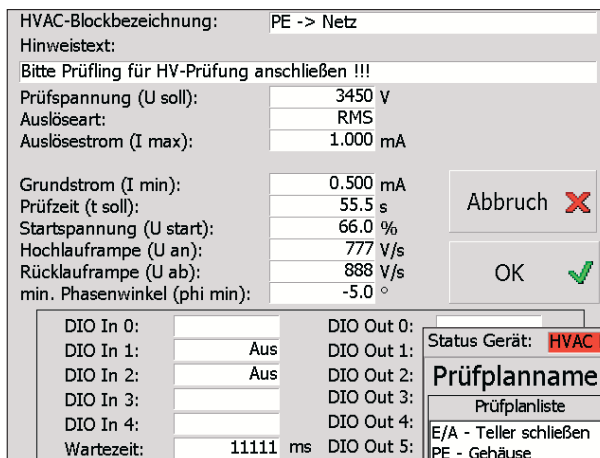 HVAC-Blockbezeichnung: PE -> Netz
Hinweistext:
Bitte Prüfling für HV-Prüfung anschließen !!!
Prüfspannung (U soll): 3450 V
Auslöseart: RMS
Auslösestrom (I max): 1.000 mA
Grundstrom (I min): 0.500 mA
Prüfzeit (t soll): 55.5 s
Startspannung (U start): 66.0 %
Hochlauframpe (U an): 777 V/s
Rücklauframpe (U ab): 888 V/s
min. Phasenwinkel (phi min): -5.0 °
Abbruch
OK
DIO In 0: DIO Out 0:
DIO In 1: Aus DIO Out 1:
DIO In 2: Aus DIO Out 2:
DIO In 3: DIO Out 3:
DIO In 4: DIO Out 4:
Wartezeit: 11111 ms DIO Out 5:
Status Gerät: HVAC
Prüfplanname
Prüfplanliste
E/A - Teller schließen
PE - Gehäuse